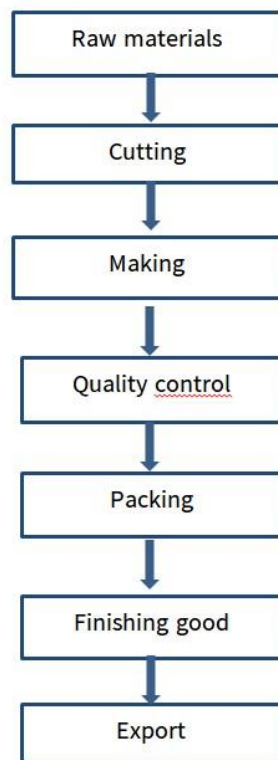 Raw materials
Cutting
Making
Quality control
Packing
Finishing good
Export